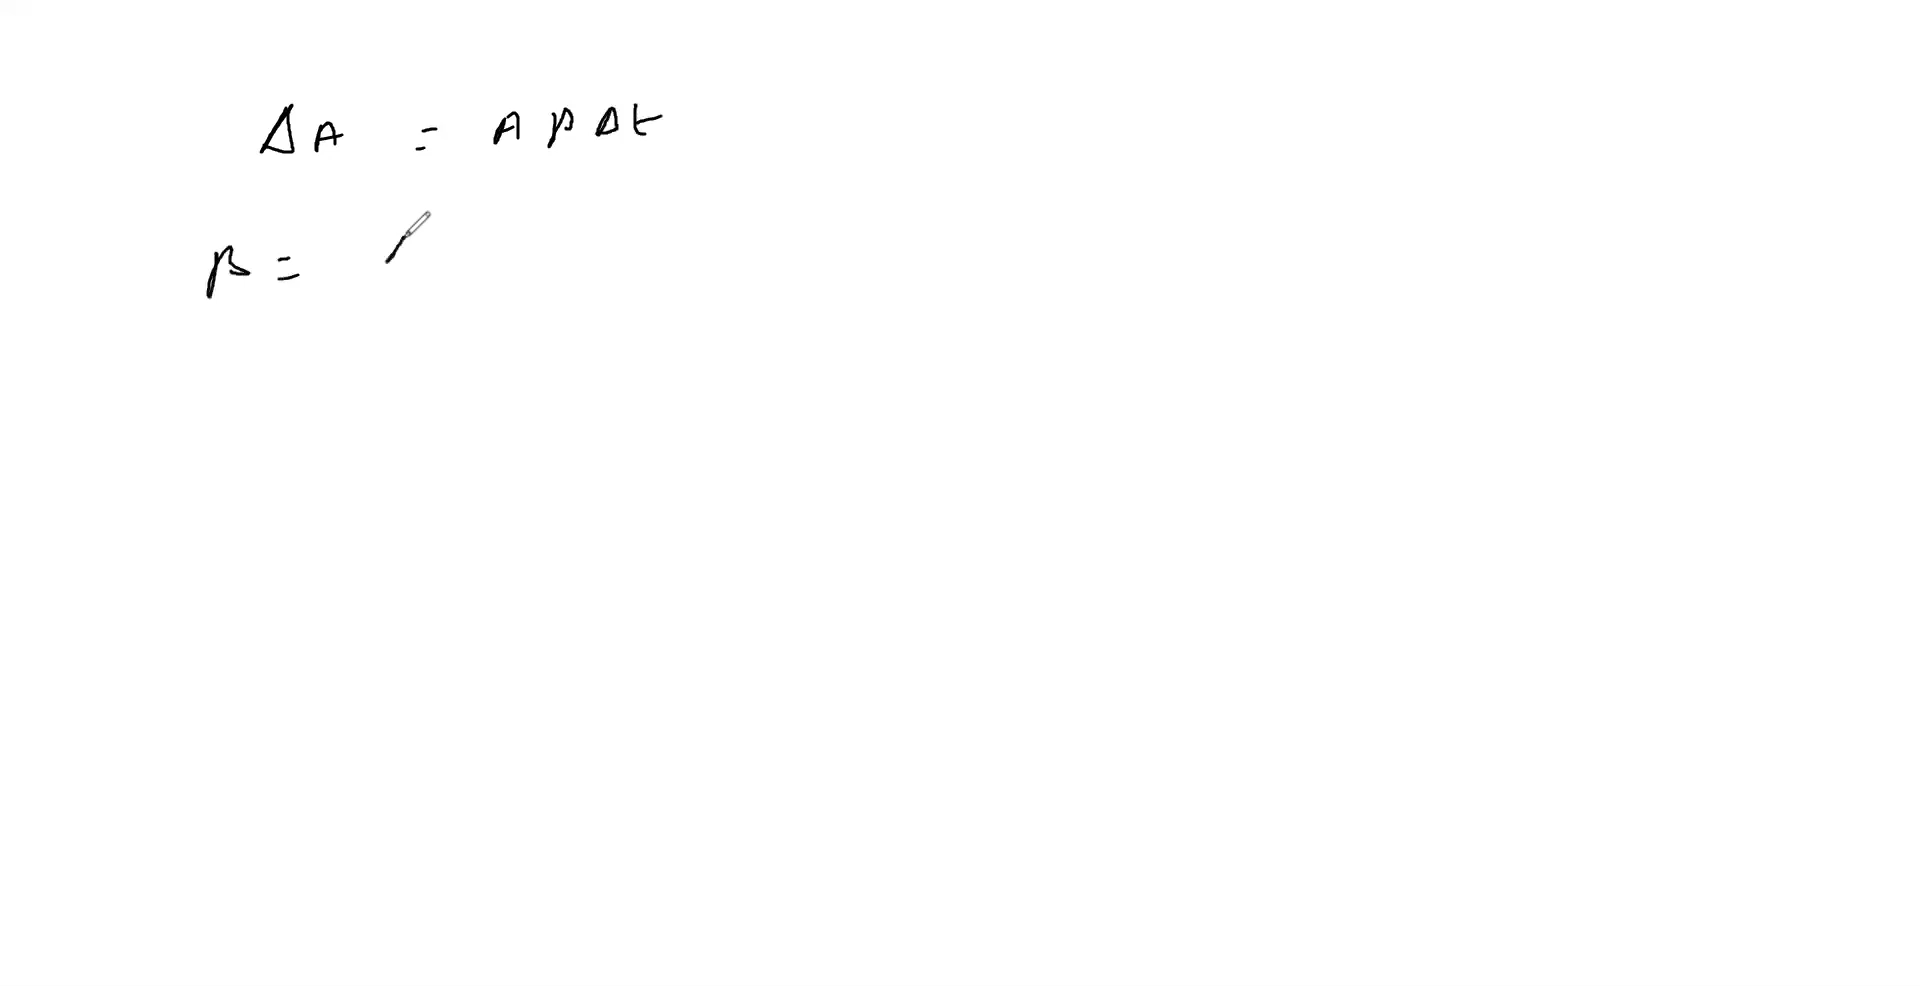 ΔA = AβΔt
β =